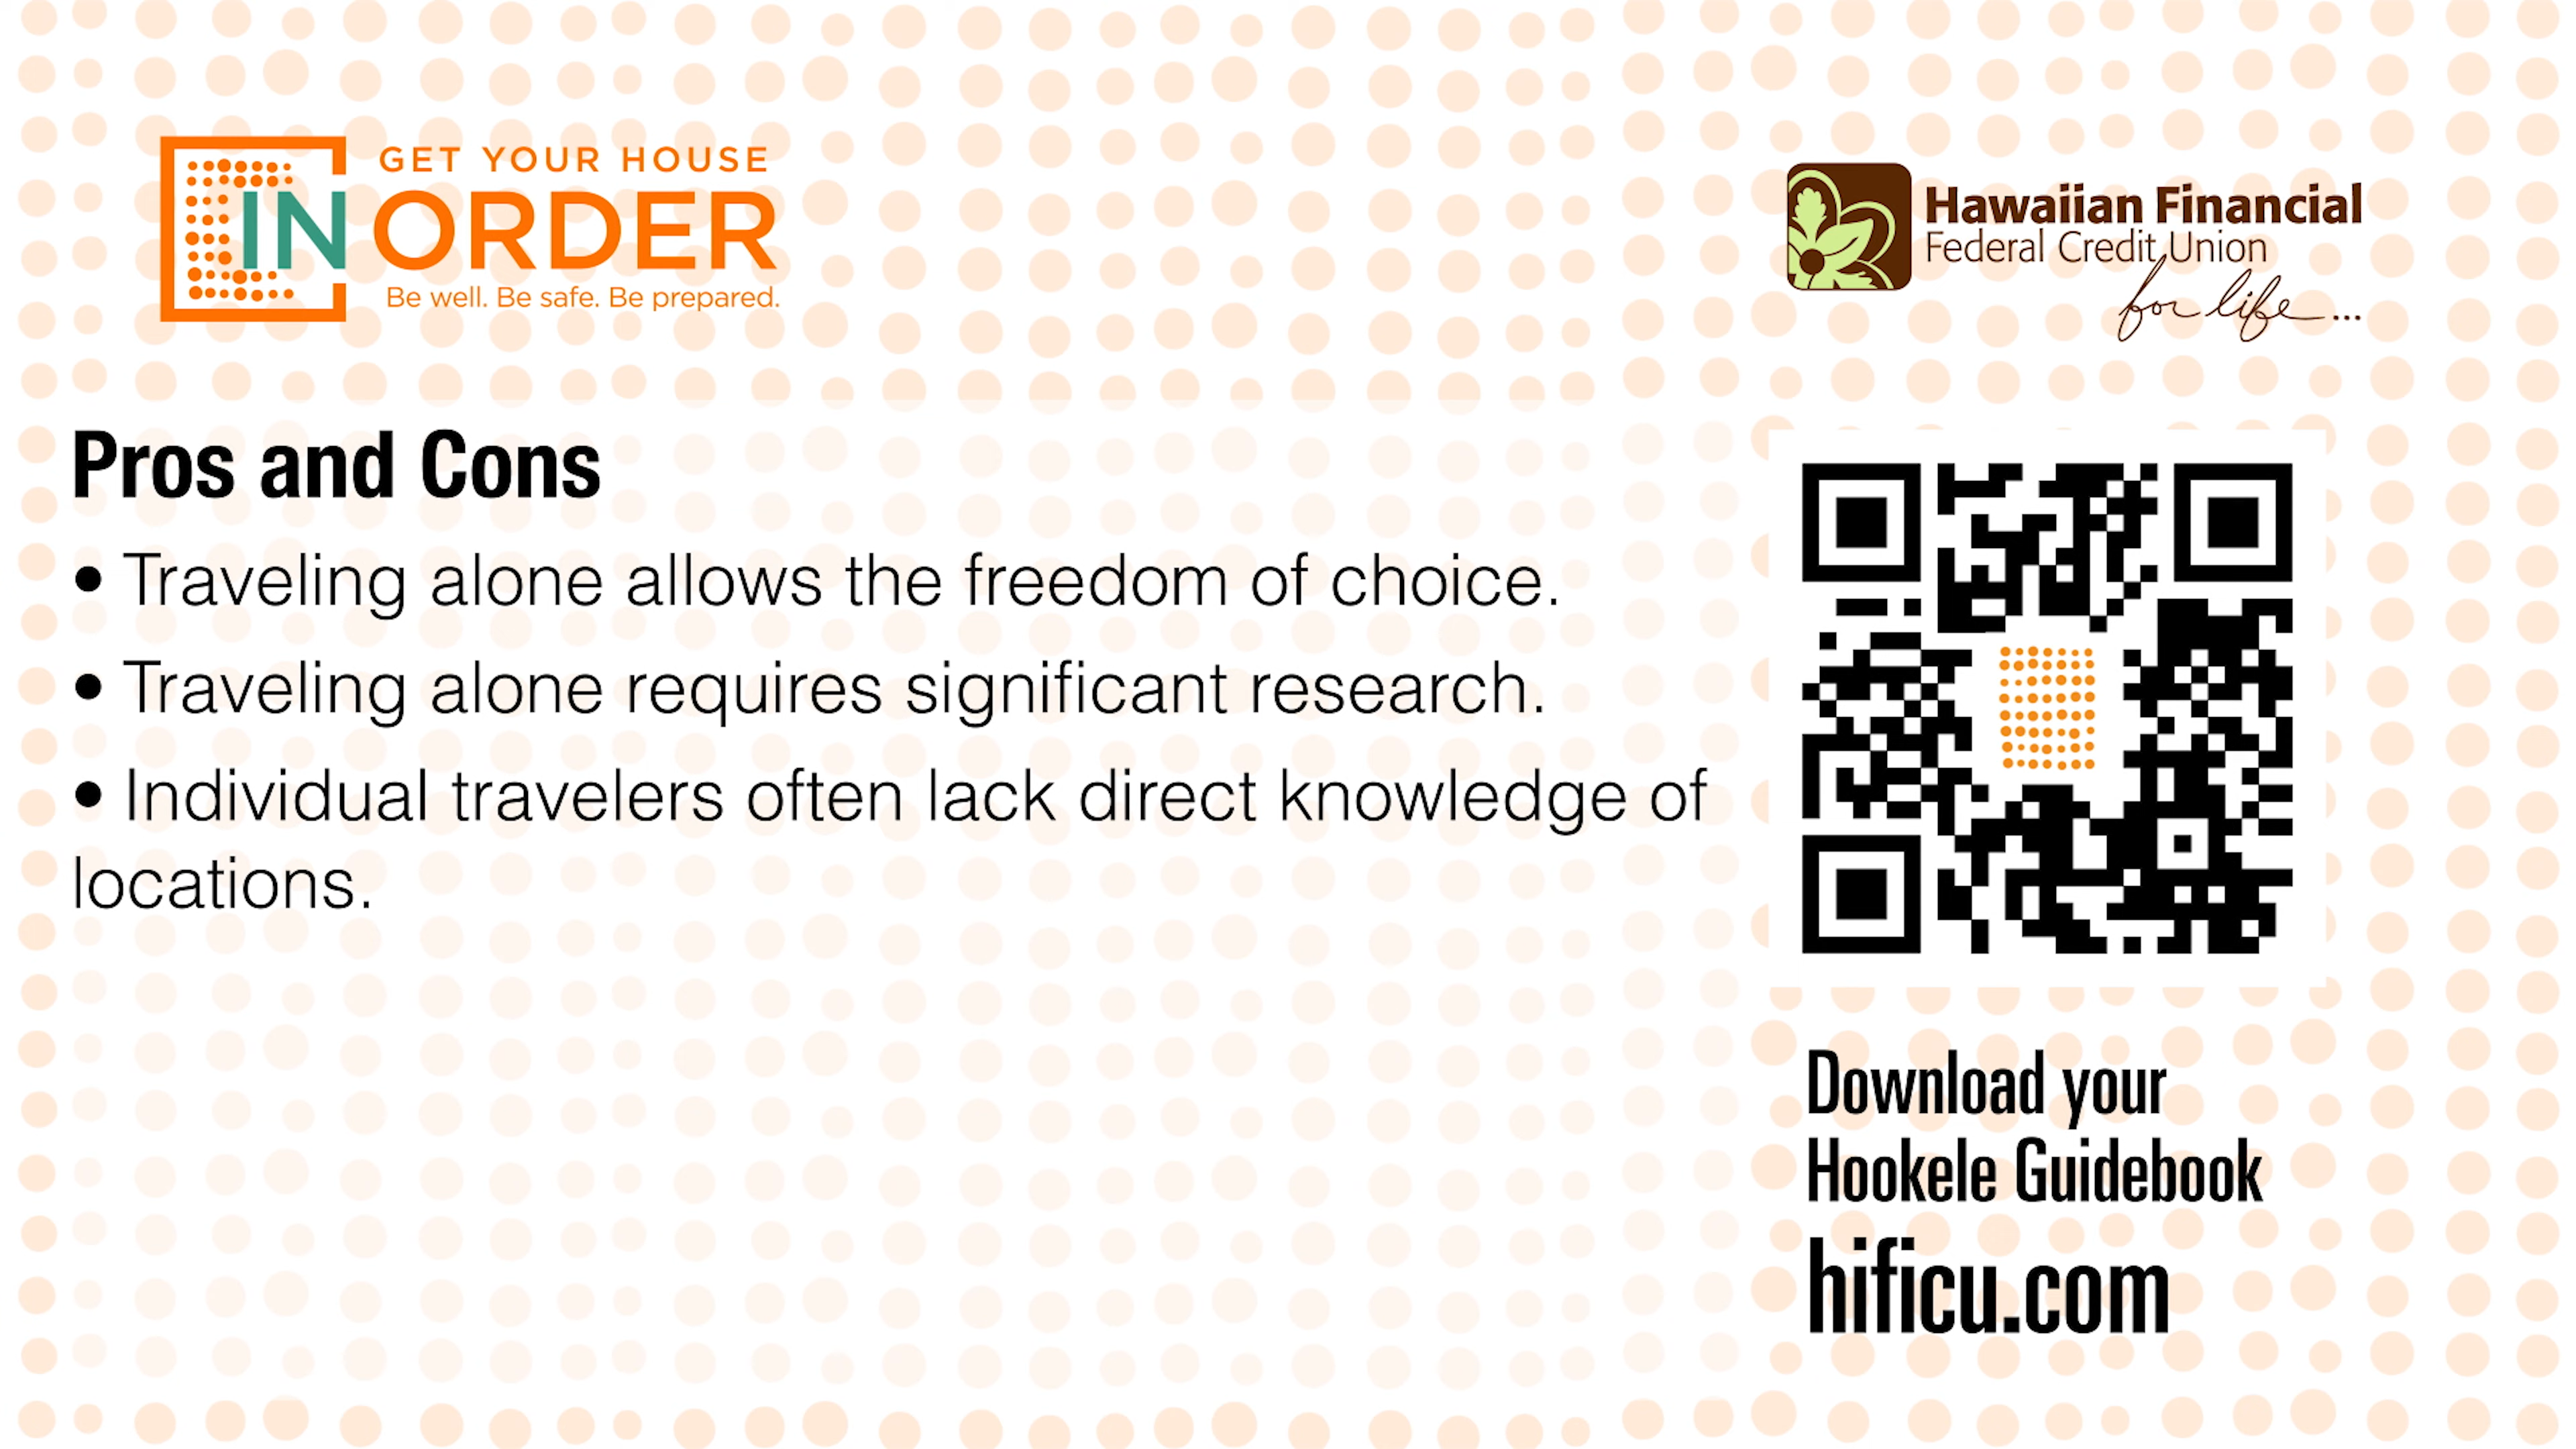 GET YOUR HOUSE
IN ORDER
Be well. Be safe. Be prepared.
Hawaiian Financial
Federal Credit Union
for life...
Pros and Cons
• Traveling alone allows the freedom of choice.
• Traveling alone requires significant research.
• Individual travelers often lack direct knowledge of
locations.
Download your
Hookele Guidebook
hificu.com